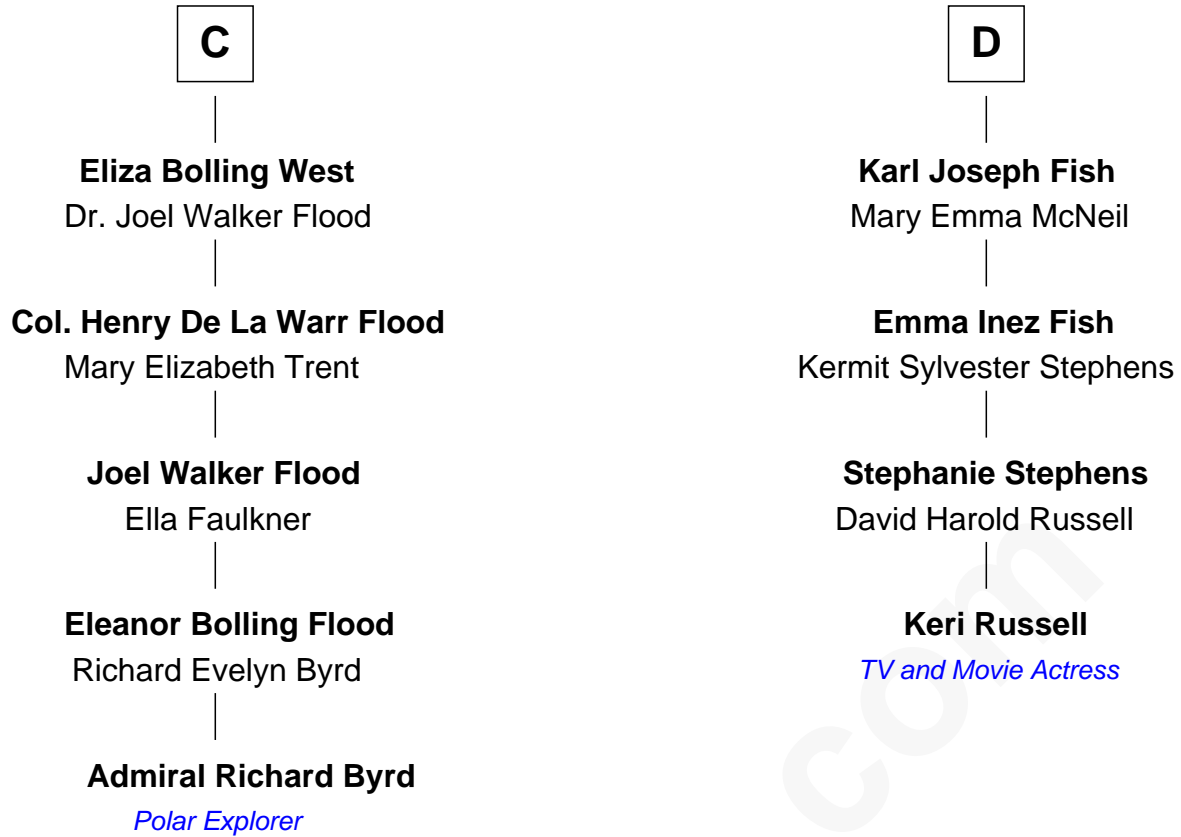 C
Eliza Bolling West
Dr. Joel Walker Flood
Col. Henry De La Warr Flood
Mary Elizabeth Trent
Joel Walker Flood
Ella Faulkner
Eleanor Bolling Flood
Richard Evelyn Byrd
Admiral Richard Byrd
Polar Explorer
D
Karl Joseph Fish
Mary Emma McNeil
Emma Inez Fish
Kermit Sylvester Stephens
Stephanie Stephens
David Harold Russell
Keri Russell
TV and Movie Actress
com